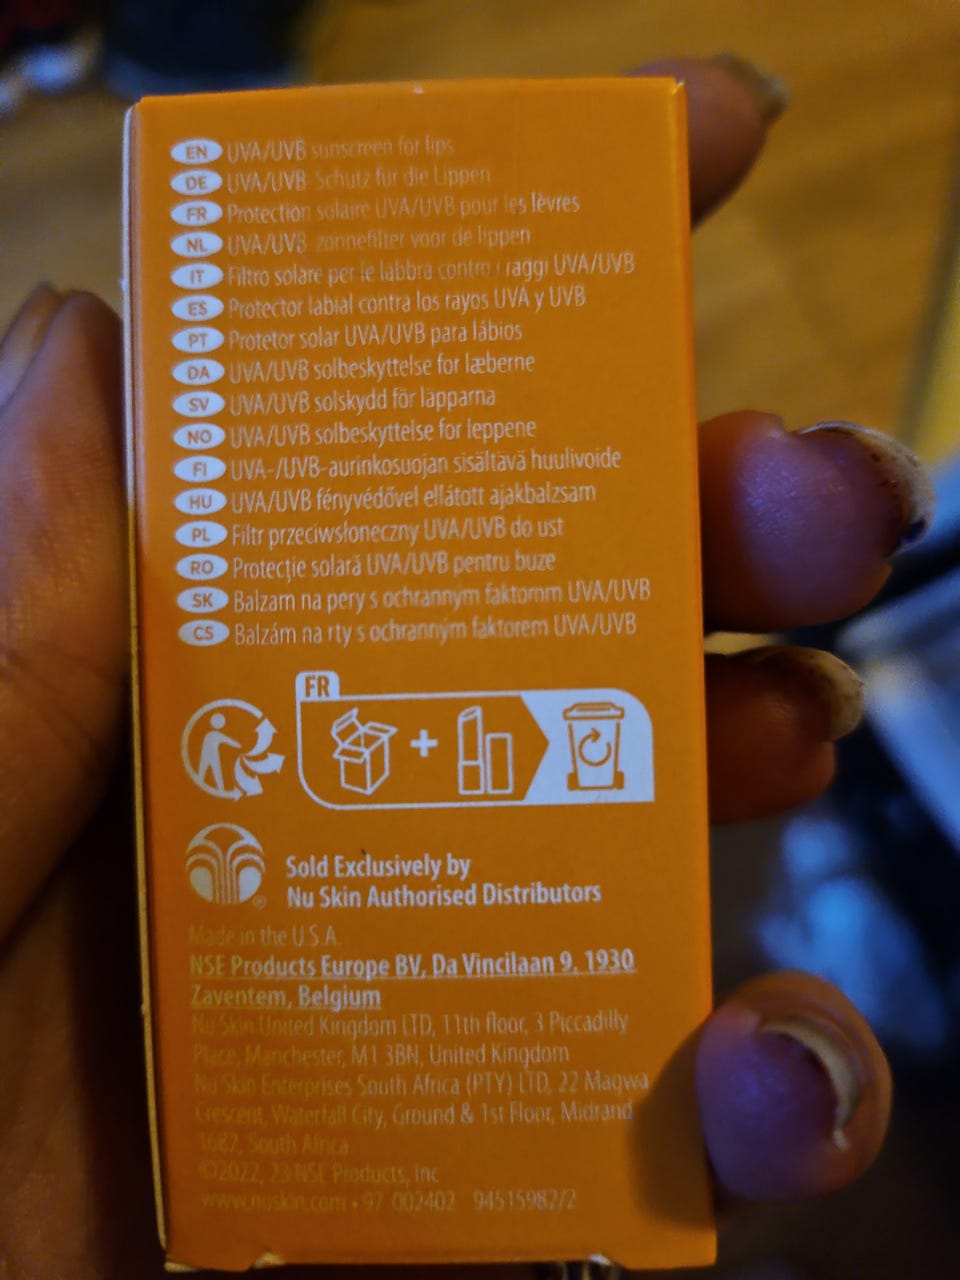 EN UVA/UVB sunscreen for lips
DE UVA/UVB-Schutz für die Lippen
FR Protection solaire UVA/UVB pour les lèvres
NL UVA/UVB zonnefilter voor de lippen
IT Filtro solare per le labbra contro i raggi UVA/UVB
ES Protector labial contra los rayos UVA y UVB
PT Protetor solar UVA/UVB para lábios
DA UVA/UVB solbeskyttelse for læberne
SV UVA/UVB solskydd för läpparna
NO UVA/UVB solbeskyttelse for leppene
FI UVA-/UVB-aurinkosuojan sisältävä huulivoide
HU UVA/UVB fényvédővel ellátott ajakbalzsam
PL Filtr przeciwsłoneczny UVA/UVB do ust
RO Protecție solară UVA/UVB pentru buze
SK Balzam na pery s ochranným faktorom UVA/UVB
CS Balzám na rty s ochranným faktorem UVA/UVB
FR
Sold Exclusively by
Nu Skin Authorised Distributors
Made in the U.S.A.
NSE Products Europe BV, Da Vincilaan 9, 1930
Zaventem, Belgium
Nu Skin United Kingdom LTD, 11th floor, 3 Piccadilly
Place, Manchester, M1 3BN, United Kingdom
Nu Skin Enterprises South Africa (PTY) LTD, 22 Magwa
Crescent, Waterfall City, Ground & 1st Floor, Midrand
1682, South Africa
©2022, 23 NSE Products, Inc
www.nuskin.com • 97 002402 94515982/2